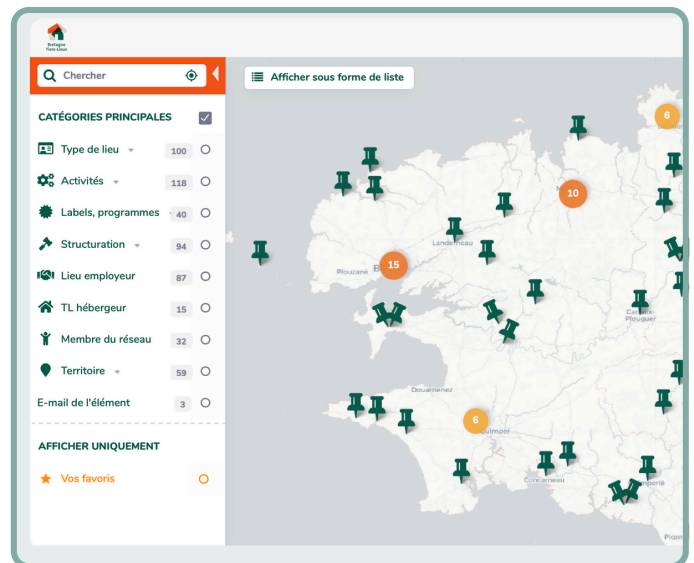 Bretagne
Tiers-Lieux
Chercher
Afficher sous forme de liste
CATÉGORIES PRINCIPALES
Type de lieu 100
Activités 118
Labels, programmes 40
Structuration 94
Lieu employeur 87
TL hébergeur 15
Membre du réseau 32
Territoire 59
E-mail de l'élément 3
AFFICHER UNIQUEMENT
Vos favoris
6
10
Landerneau
Plouzané
15
Plouguer
Douarnenez
6
Quimper
Concarneau